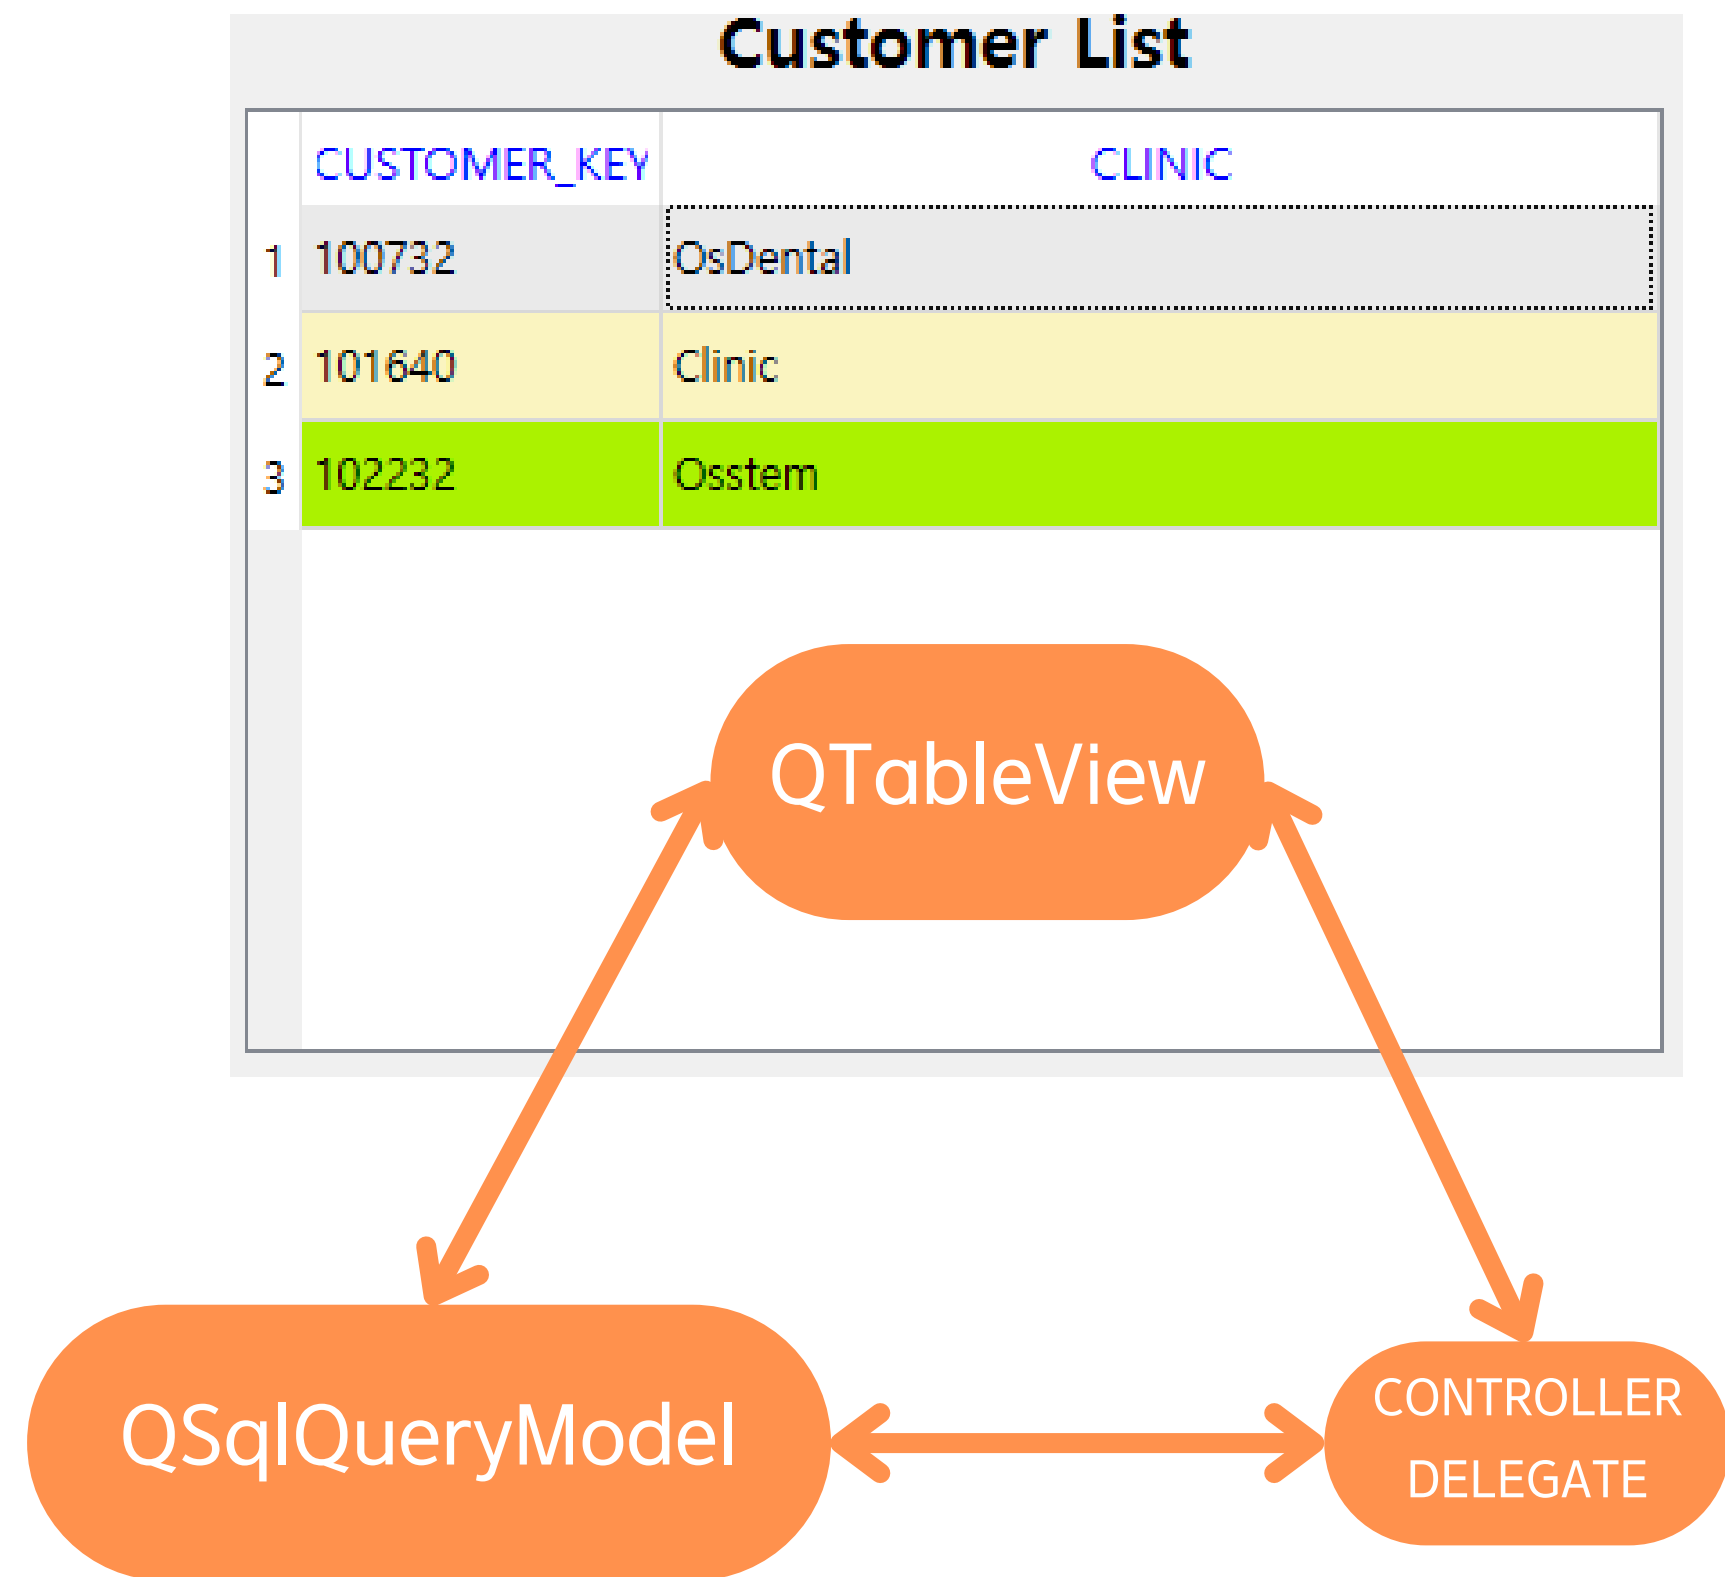 Customer List
CUSTOMER_KEY CLINIC
1 100732 OsDental
2 101640 Clinic
3 102232 Osstem
QTableView
QSqlQueryModel
CONTROLLER
DELEGATE